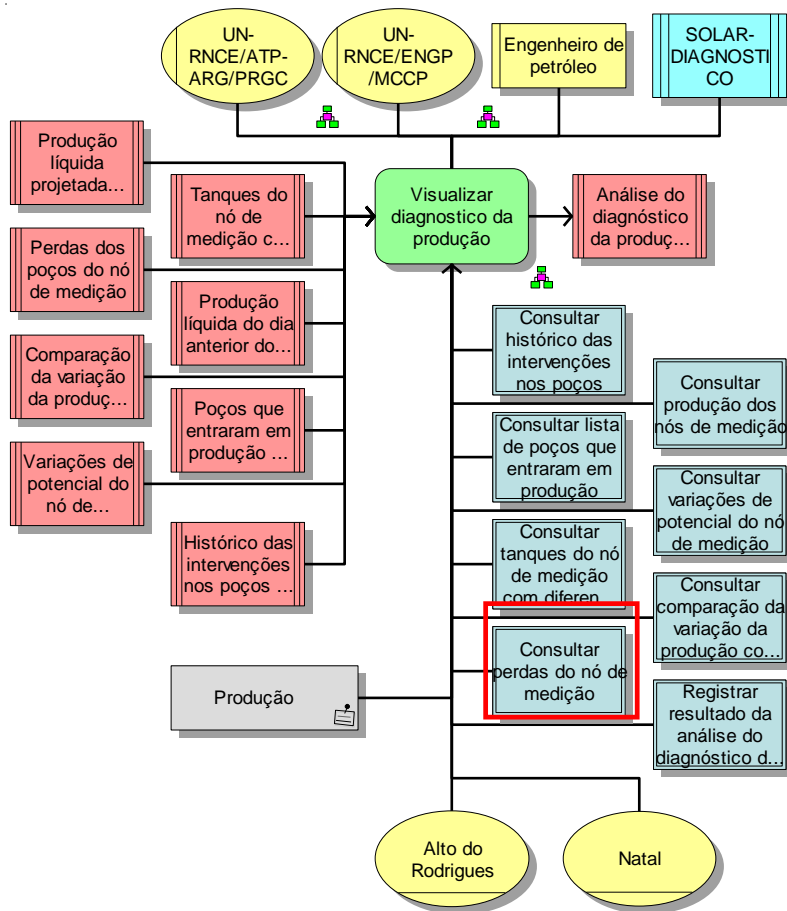 UN-
RNCE/ATP-
ARG/PRGC
UN-
RNCE/ENGP
/MCCP
Engenheiro de
petróleo
SOLAR-
DIAGNOSTI
CO
Produção
líquida
projetada...
Tanques do
nó de
medição c...
Visualizar
diagnostico da
produção
Análise do
diagnóstico
da produç...
Perdas dos
poços do nó
de medição
Produção
líquida do dia
anterior do...
Comparação
da variação
da produç...
Poços que
entraram em
produção ...
Variações de
potencial do
nó de...
Histórico das
intervenções
nos poços ...
Consultar
histórico das
intervenções
nos poços
Consultar
produção dos
nós de medição
Consultar lista
de poços que
entraram em
produção
Consultar
variações de
potencial do nó
de medição
Consultar
tanques do nó
de medição
com diferen...
Consultar
comparação da
variação da
produção co...
Consultar
perdas do nó de
medição
Registrar
resultado da
análise do
diagnóstico d...
Produção
Alto do
Rodrigues
Natal